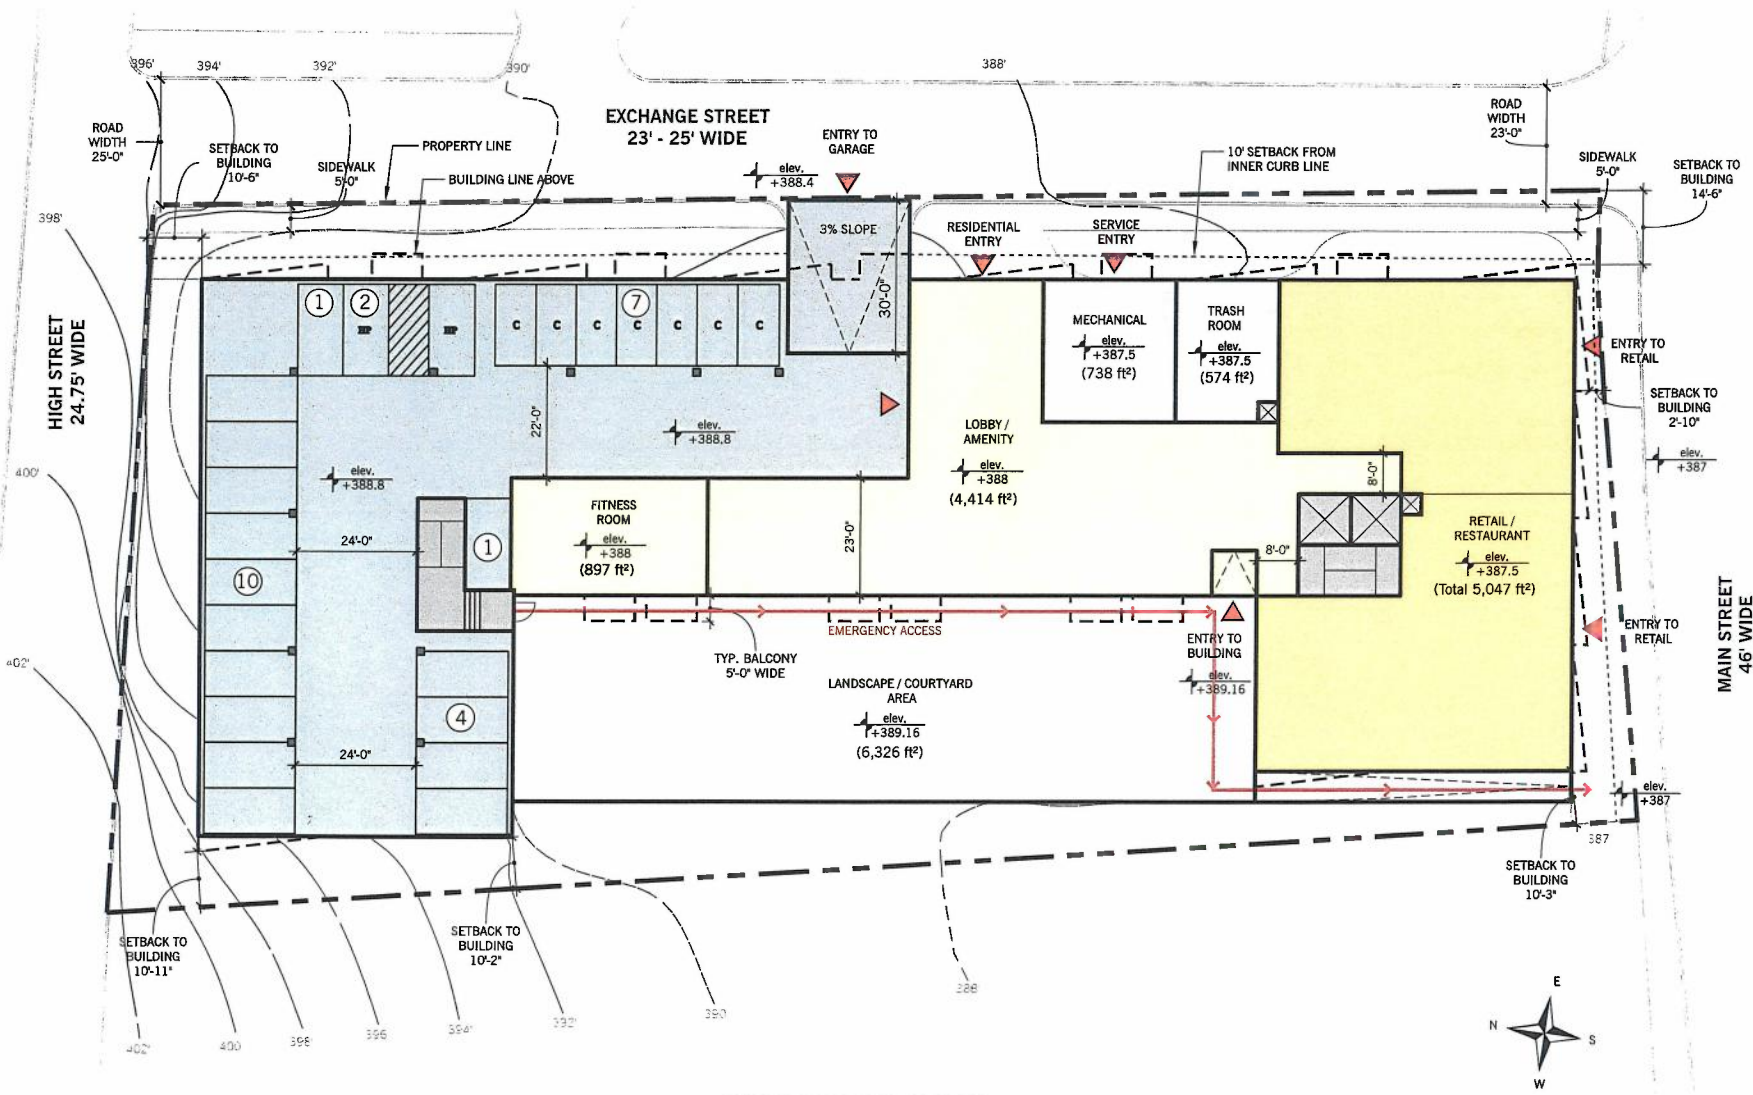 396'
394'
392'
390'
388'
EXCHANGE STREET
23' - 25' WIDE
ENTRY TO
GARAGE
ROAD
WIDTH
25'-0"
SETBACK TO
BUILDING
10'-6"
SIDEWALK
5'-0"
PROPERTY LINE
BUILDING LINE ABOVE
elev.
+388.4
10' SETBACK FROM
INNER CURB LINE
ROAD
WIDTH
23'-0"
SIDEWALK
5'-0"
SETBACK TO
BUILDING
14'-6"
398'
3% SLOPE
RESIDENTIAL
ENTRY
SERVICE
ENTRY
30'-0"
1
2
HP
HP
7
C
C
C
C
C
C
C
MECHANICAL
elev.
+387.5
(738 ft²)
TRASH
ROOM
elev.
+387.5
(574 ft²)
ENTRY TO
RETAIL
HIGH STREET
24.75' WIDE
SETBACK TO
BUILDING
2'-10"
22'-0"
elev.
+388.8
LOBBY /
AMENITY
elev.
+388
(4,414 ft²)
8'-0"
elev.
+387
400'
elev.
+388.8
FITNESS
ROOM
elev.
+388
(897 ft²)
23'-0"
RETAIL /
RESTAURANT
elev.
+387.5
(Total 5,047 ft²)
24'-0"
1
8'-0"
10
MAIN STREET
46' WIDE
EMERGENCY ACCESS
ENTRY TO
BUILDING
ENTRY TO
RETAIL
402'
TYP. BALCONY
5'-0" WIDE
elev.
+389.16
LANDSCAPE / COURTYARD
AREA
elev.
+389.16
(6,326 ft²)
4
24'-0"
elev.
+387
387
SETBACK TO
BUILDING
10'-3"
SETBACK TO
BUILDING
10'-11"
SETBACK TO
BUILDING
10'-2"
402'
400
398'
396
394'
392'
390
388
E
N
S
W